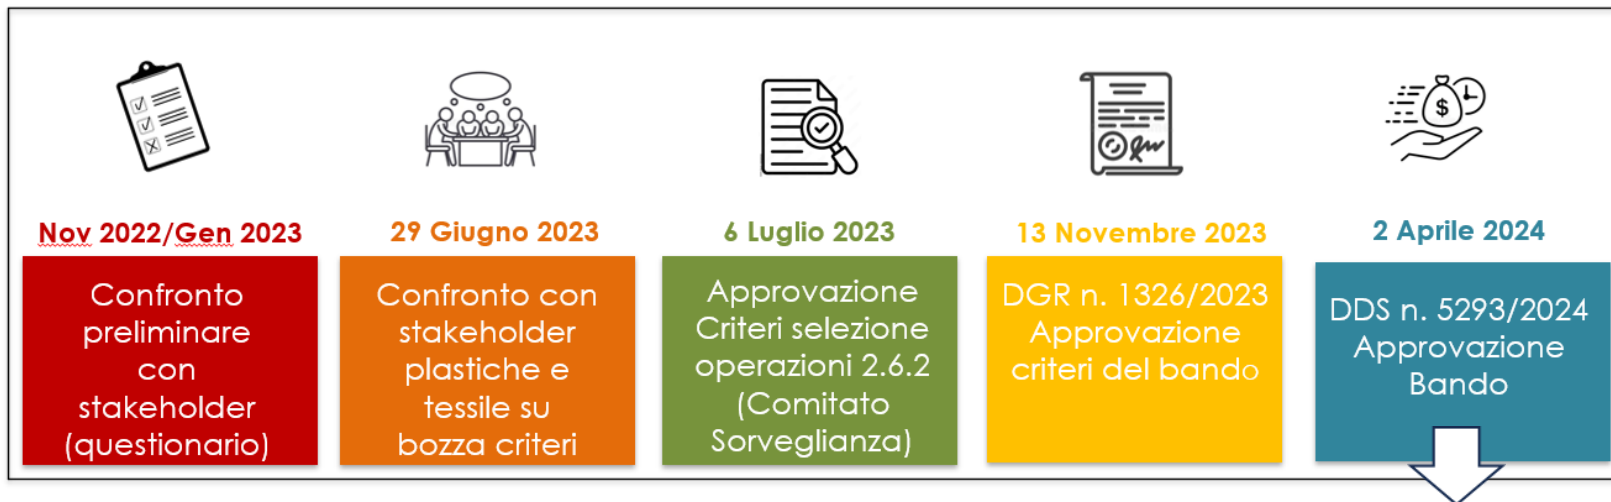 Nov 2022/Gen 2023
Confronto
preliminare
con
stakeholder
(questionario)
29 Giugno 2023
Confronto con
stakeholder
plastiche e
tessile su
bozza criteri
6 Luglio 2023
Approvazione
Criteri selezione
operazioni 2.6.2
(Comitato
Sorveglianza)
13 Novembre 2023
DGR n. 1326/2023
Approvazione
criteri del bando
$
2 Aprile 2024
DDS n. 5293/2024
Approvazione
Bando